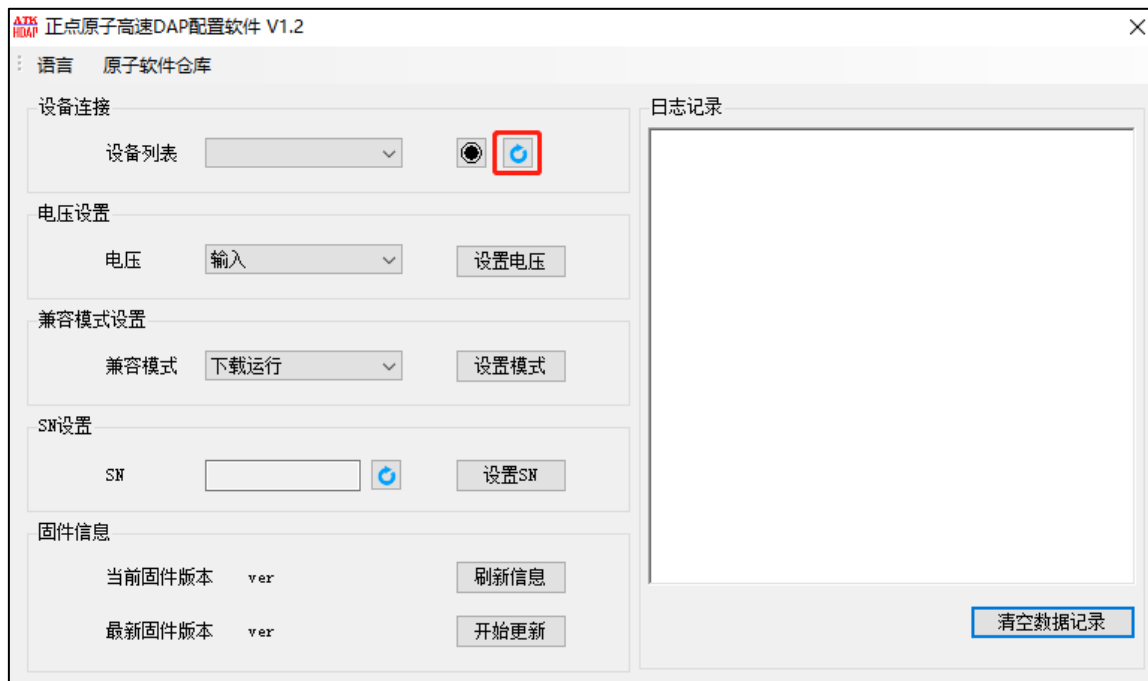 ATK
HDAP 正点原子高速DAP配置软件 V1.2
语言 原子软件仓库
设备连接
设备列表
电压设置
电压 输入 设置电压
兼容模式设置
兼容模式 下载运行 设置模式
SN设置
SN 设置SN
固件信息
当前固件版本 ver 刷新信息
最新固件版本 ver 开始更新
日志记录
清空数据记录